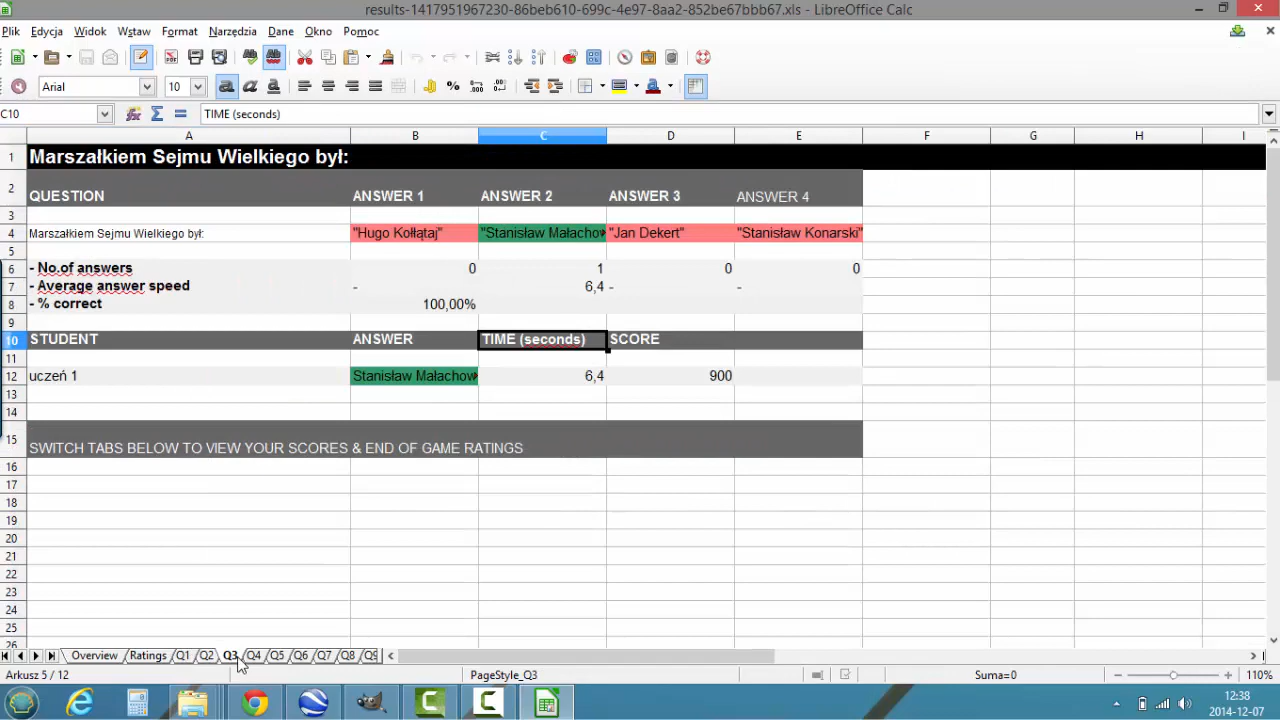 results-1417951967230-86beb610-699c-4e97-8aa2-852be67bbb67.xls - LibreOffice Calc
Plik Edycja Widok Wstaw Format Narzędzia Dane Okno Pomoc
Arial 10
C10 TIME (seconds)
A B C D E F G H I
1 Marszałkiem Sejmu Wielkiego był:
2 QUESTION ANSWER 1 ANSWER 2 ANSWER 3 ANSWER 4
3
4 Marszałkiem Sejmu Wielkiego był: "Hugo Kołłątaj" "Stanisław Małachow "Jan Dekert" "Stanisław Konarski"
5
6 - No.of answers 0 1 0 0
7 - Average answer speed - 6,4 - -
8 - % correct 100,00%
9
10 STUDENT ANSWER TIME (seconds) SCORE
11
12 uczeń 1 Stanisław Małachow 6,4 900
13
14
15 SWITCH TABS BELOW TO VIEW YOUR SCORES & END OF GAME RATINGS
16
17
18
19
20
21
22
23
24
25
26
Overview Ratings Q1 Q2 Q3 Q4 Q5 Q6 Q7 Q8 Q9
Arkusz 5 / 12 PageStyle_Q3 Suma=0 110%
12:38
2014-12-07